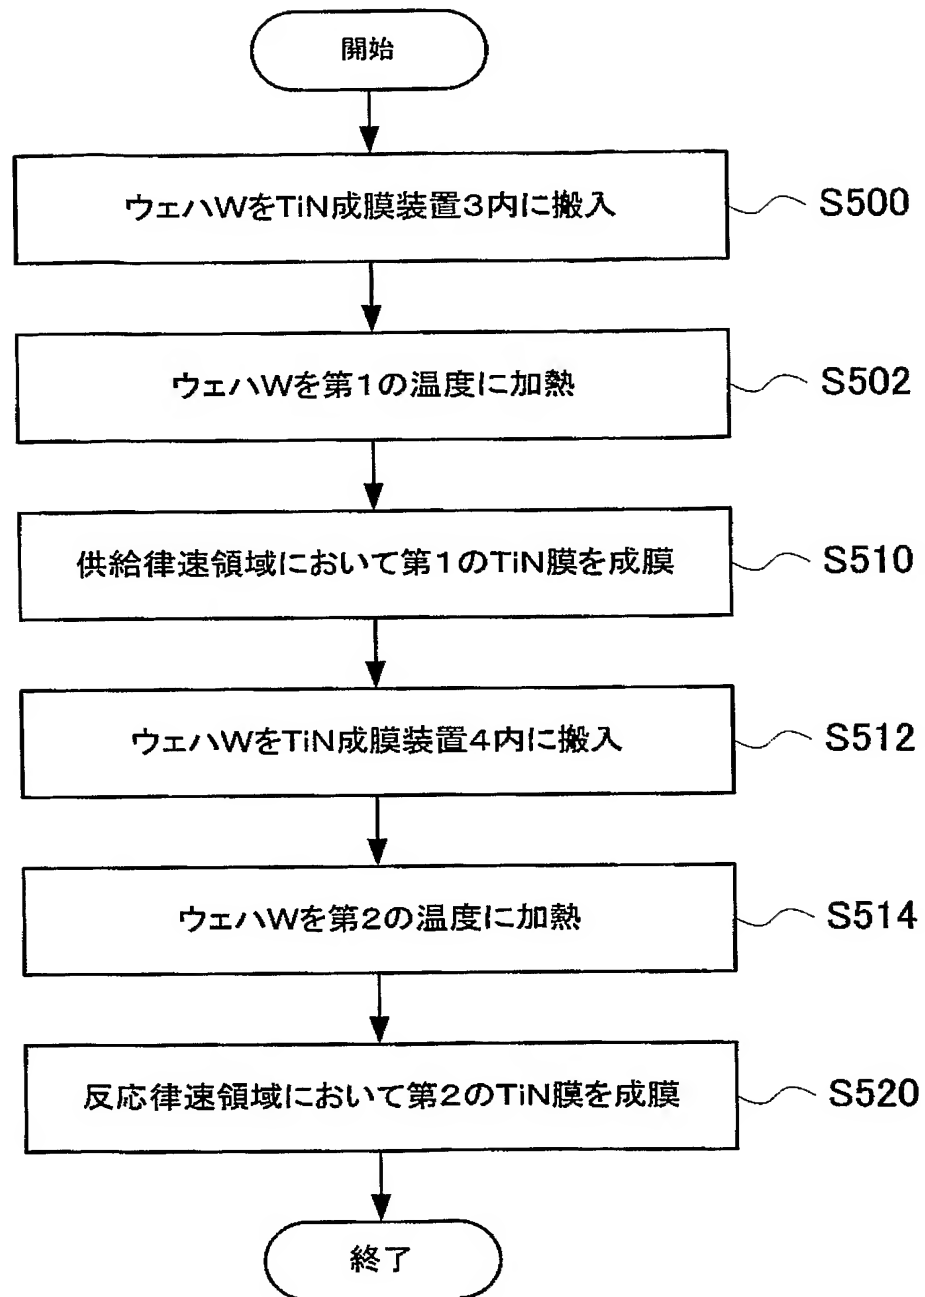 開始
ウェハWをTiN成膜装置3内に搬入
S500
ウェハWを第1の温度に加熱
S502
供給律速領域において第1のTiN膜を成膜
S510
ウェハWをTiN成膜装置4内に搬入
S512
ウェハWを第2の温度に加熱
S514
反応律速領域において第2のTiN膜を成膜
S520
終了